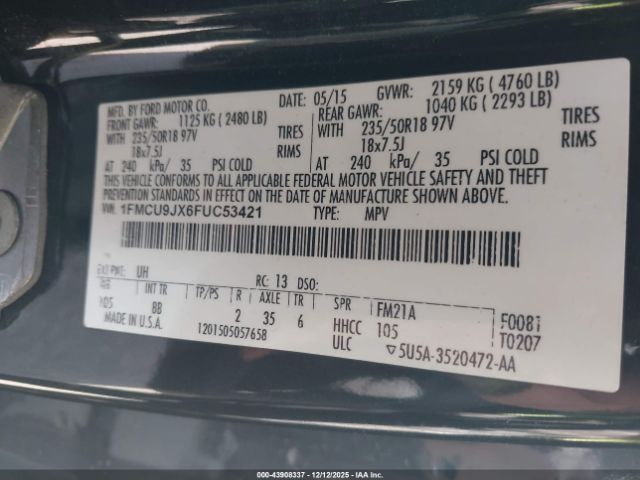 MFD. BY FORD MOTOR CO. DATE: 05/15 GVWR: 2159 KG ( 4760 LB)
FRONT GAWR: 1125 KG ( 2480 LB) REAR GAWR: 1040 KG ( 2293 LB)
WITH 235/50R18 97V TIRES WITH 235/50R18 97V TIRES
18x7.5J RIMS 18x7.5J RIMS
AT 240 kPa/ 35 PSI COLD AT 240 kPa/ 35 PSI COLD
THIS VEHICLE CONFORMS TO ALL APPLICABLE FEDERAL MOTOR VEHICLE SAFETY AND THEFT
PREVENTION STANDARDS IN EFFECT ON THE DATE OF MANUFACTURE SHOWN ABOVE.
VIN: 1FMCU9JX6FUC53421 TYPE: MPV
EXT PNT: UH RC: 13 DSO:
INT TR TP/PS R AXLE TR SPR FM21A F0081
105 BB 2 35 6 HHCC 105 T0207
MADE IN U.S.A. 1201505057658 ULC ▽5U5A-3520472-AA
000-43908337 - 12/12/2025 - IAA Inc.